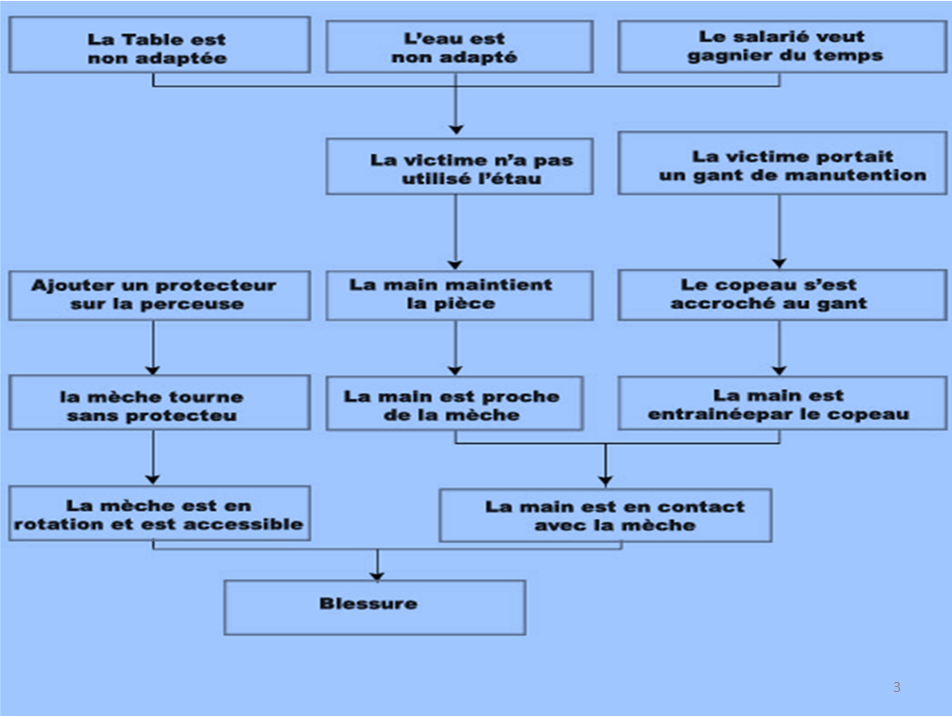 La Table est
non adaptée
L'eau est
non adapté
Le salarié veut
gagnier du temps
La victime n'a pas
utilisé l'étau
La victime portait
un gant de manutention
Ajouter un protecteur
sur la perceuse
La main maintient
la pièce
Le copeau s'est
accroché au gant
la mèche tourne
sans protecteu
La main est proche
de la mèche
La main est
entrainéepar le copeau
La mèche est en
rotation et est accessible
La main est en contact
avec la mèche
Blessure
3